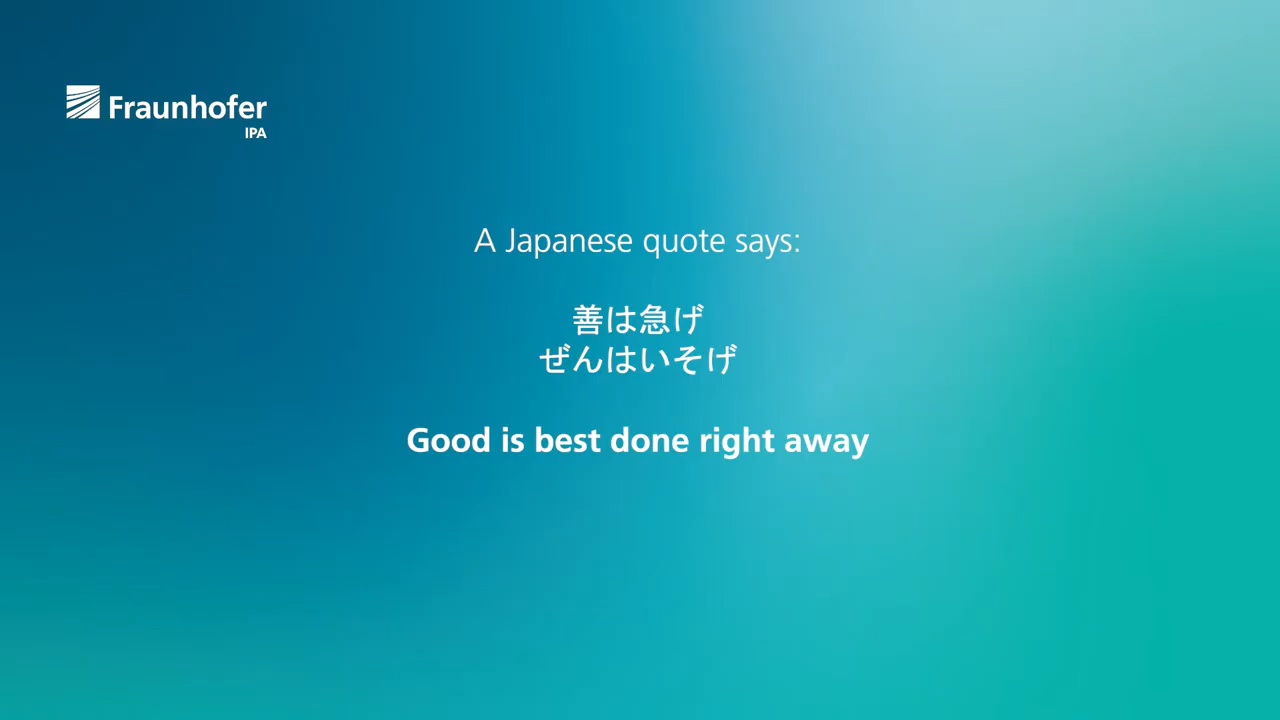 Fraunhofer
IPA
A Japanese quote says:
善は急げ
ぜんはいそげ
Good is best done right away